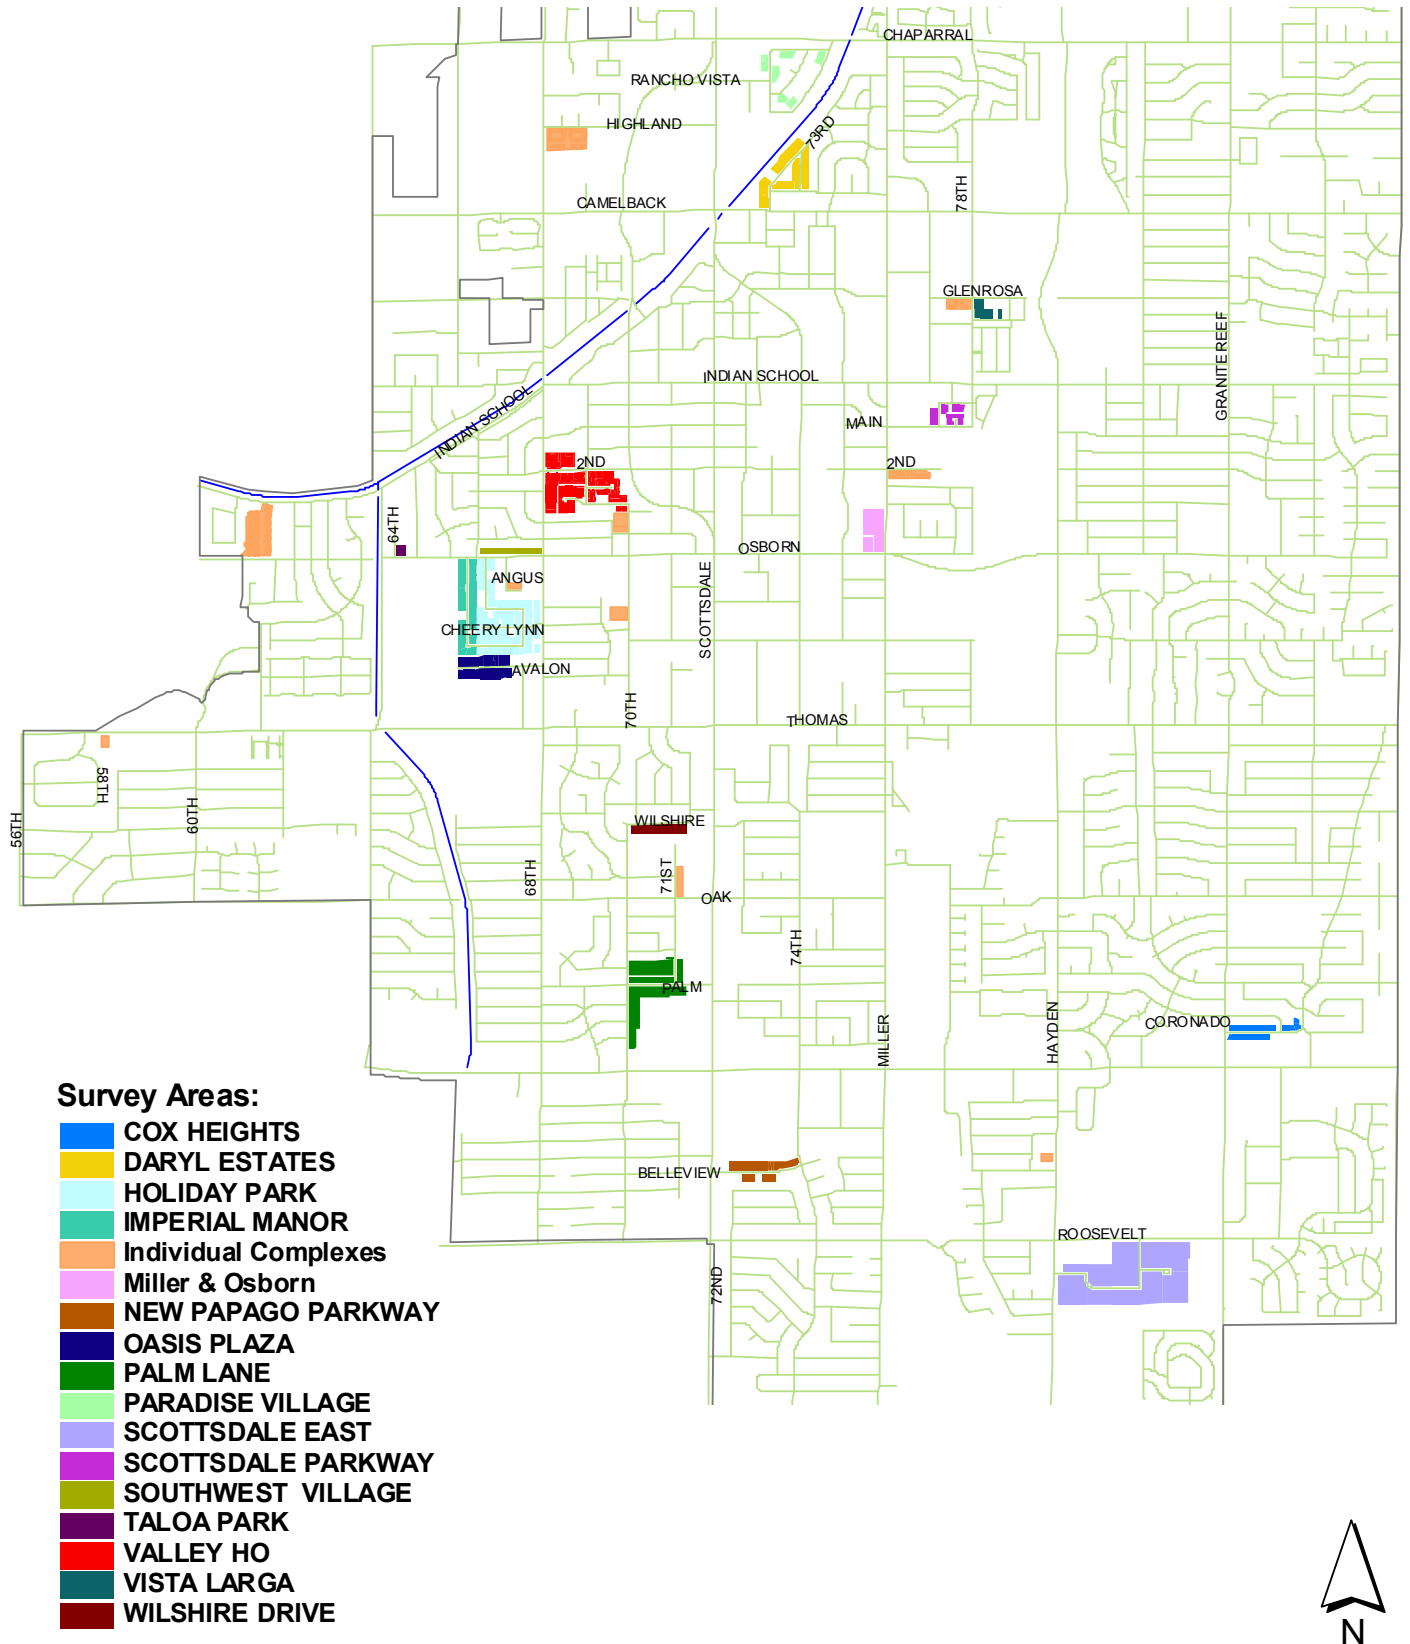 CHAPARRAL
RANCHO VISTA
HIGHLAND
73RD
78TH
CAMELBACK
GLENROSA
GRANITE REEF
INDIAN SCHOOL
INDIAN SCHOOL
MAIN
2ND
2ND
64TH
OSBORN
ANGUS
SCOTTSDALE
CHEERY LYNN
AVALON
70TH
THOMAS
58TH
60TH
56TH
WILSHIRE
68TH
71ST
OAK
74TH
PALM
MILLER
HAYDEN
CORONADO
BELLEVIEW
ROOSEVELT
72ND
Survey Areas:
COX HEIGHTS
DARYL ESTATES
HOLIDAY PARK
IMPERIAL MANOR
Individual Complexes
Miller & Osborn
NEW PAPAGO PARKWAY
OASIS PLAZA
PALM LANE
PARADISE VILLAGE
SCOTTSDALE EAST
SCOTTSDALE PARKWAY
SOUTHWEST VILLAGE
TALOA PARK
VALLEY HO
VISTA LARGA
WILSHIRE DRIVE
N